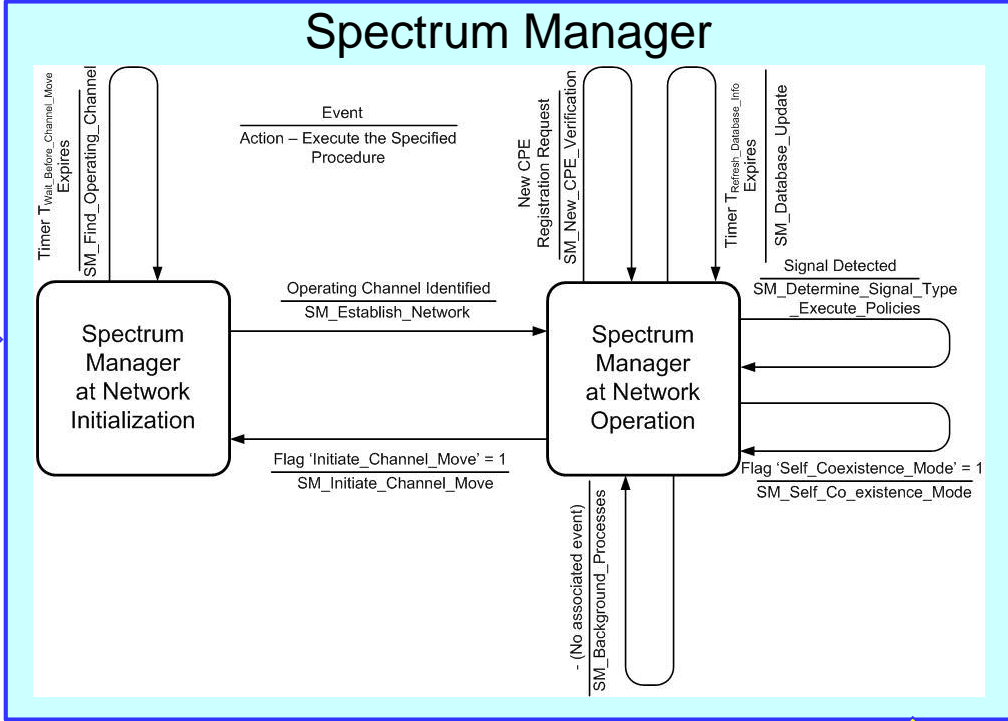 Spectrum Manager
Timer TWait_Before_Channel_Move
Expires
SM_Find_Operating_Channel
Event
Action – Execute the Specified
Procedure
New CPE
Registration Request
SM_New_CPE_Verification
Timer TRefresh_Database_Info
Expires
SM_Database_Update
Signal Detected
SM_Determine_Signal_Type
_Execute_Policies
Operating Channel Identified
SM_Establish_Network
Spectrum
Manager
at Network
Initialization
Spectrum
Manager
at Network
Operation
Flag ‘Initiate_Channel_Move’ = 1
SM_Initiate_Channel_Move
Flag ‘Self_Coexistence_Mode’ = 1
SM_Self_Co_existence_Mode
- (No associated event)
SM_Background_Processes